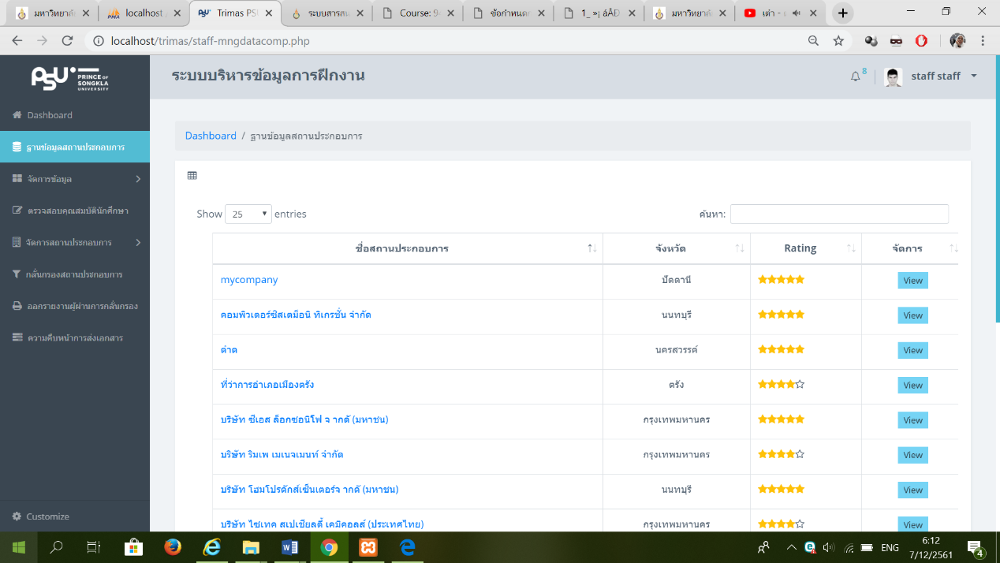 มหาวิทยาลั
localhost /
Trimas PSU
ระบบสารสน
Course: 9
ข้อกำหนด
1_ »¡ áÅÐ
มหาวิทยาลั
เต๋า -
localhost/trimas/staff-mngdatacomp.php
PSU PRINCE OF SONGKLA UNIVERSITY
ระบบบริหารข้อมูลการฝึกงาน
8
staff staff
Dashboard
ฐานข้อมูลสถานประกอบการ
จัดการข้อมูล
ตรวจสอบคุณสมบัตินักศึกษา
จัดการสถานประกอบการ
กลั่นกรองสถานประกอบการ
ออกรายงานผู้ผ่านการกลั่นกรอง
ความคืบหน้าการส่งเอกสาร
Customize
Dashboard / ฐานข้อมูลสถานประกอบการ
Show 25 entries
ค้นหา:
ชื่อสถานประกอบการ จังหวัด Rating จัดการ
mycompany ปัตตานี View
คอมพิวเตอร์ซิสเตม็อนิ ทิเกรชั่น จำกัด นนทบุรี View
ดำด นครสวรรค์ View
ที่ว่าการอำเภอเมืองตรัง ตรัง View
บริษัท ซีเอส ล็อกซอนิโฟ จ ากดั (มหาชน) กรุงเทพมหานคร View
บริษัท ริมเพ เมเนจเมนท์ จำกัด กรุงเทพมหานคร View
บริษัท โฮมโปรดักส์เซ็นเตอร์จ ากดั (มหาชน) นนทบุรี View
บริษัท ไซเทค สเปเชียลตี้ เคมิคอลส์ (ประเทศไทย) กรุงเทพมหานคร View
ENG
6:12
7/12/2561
4